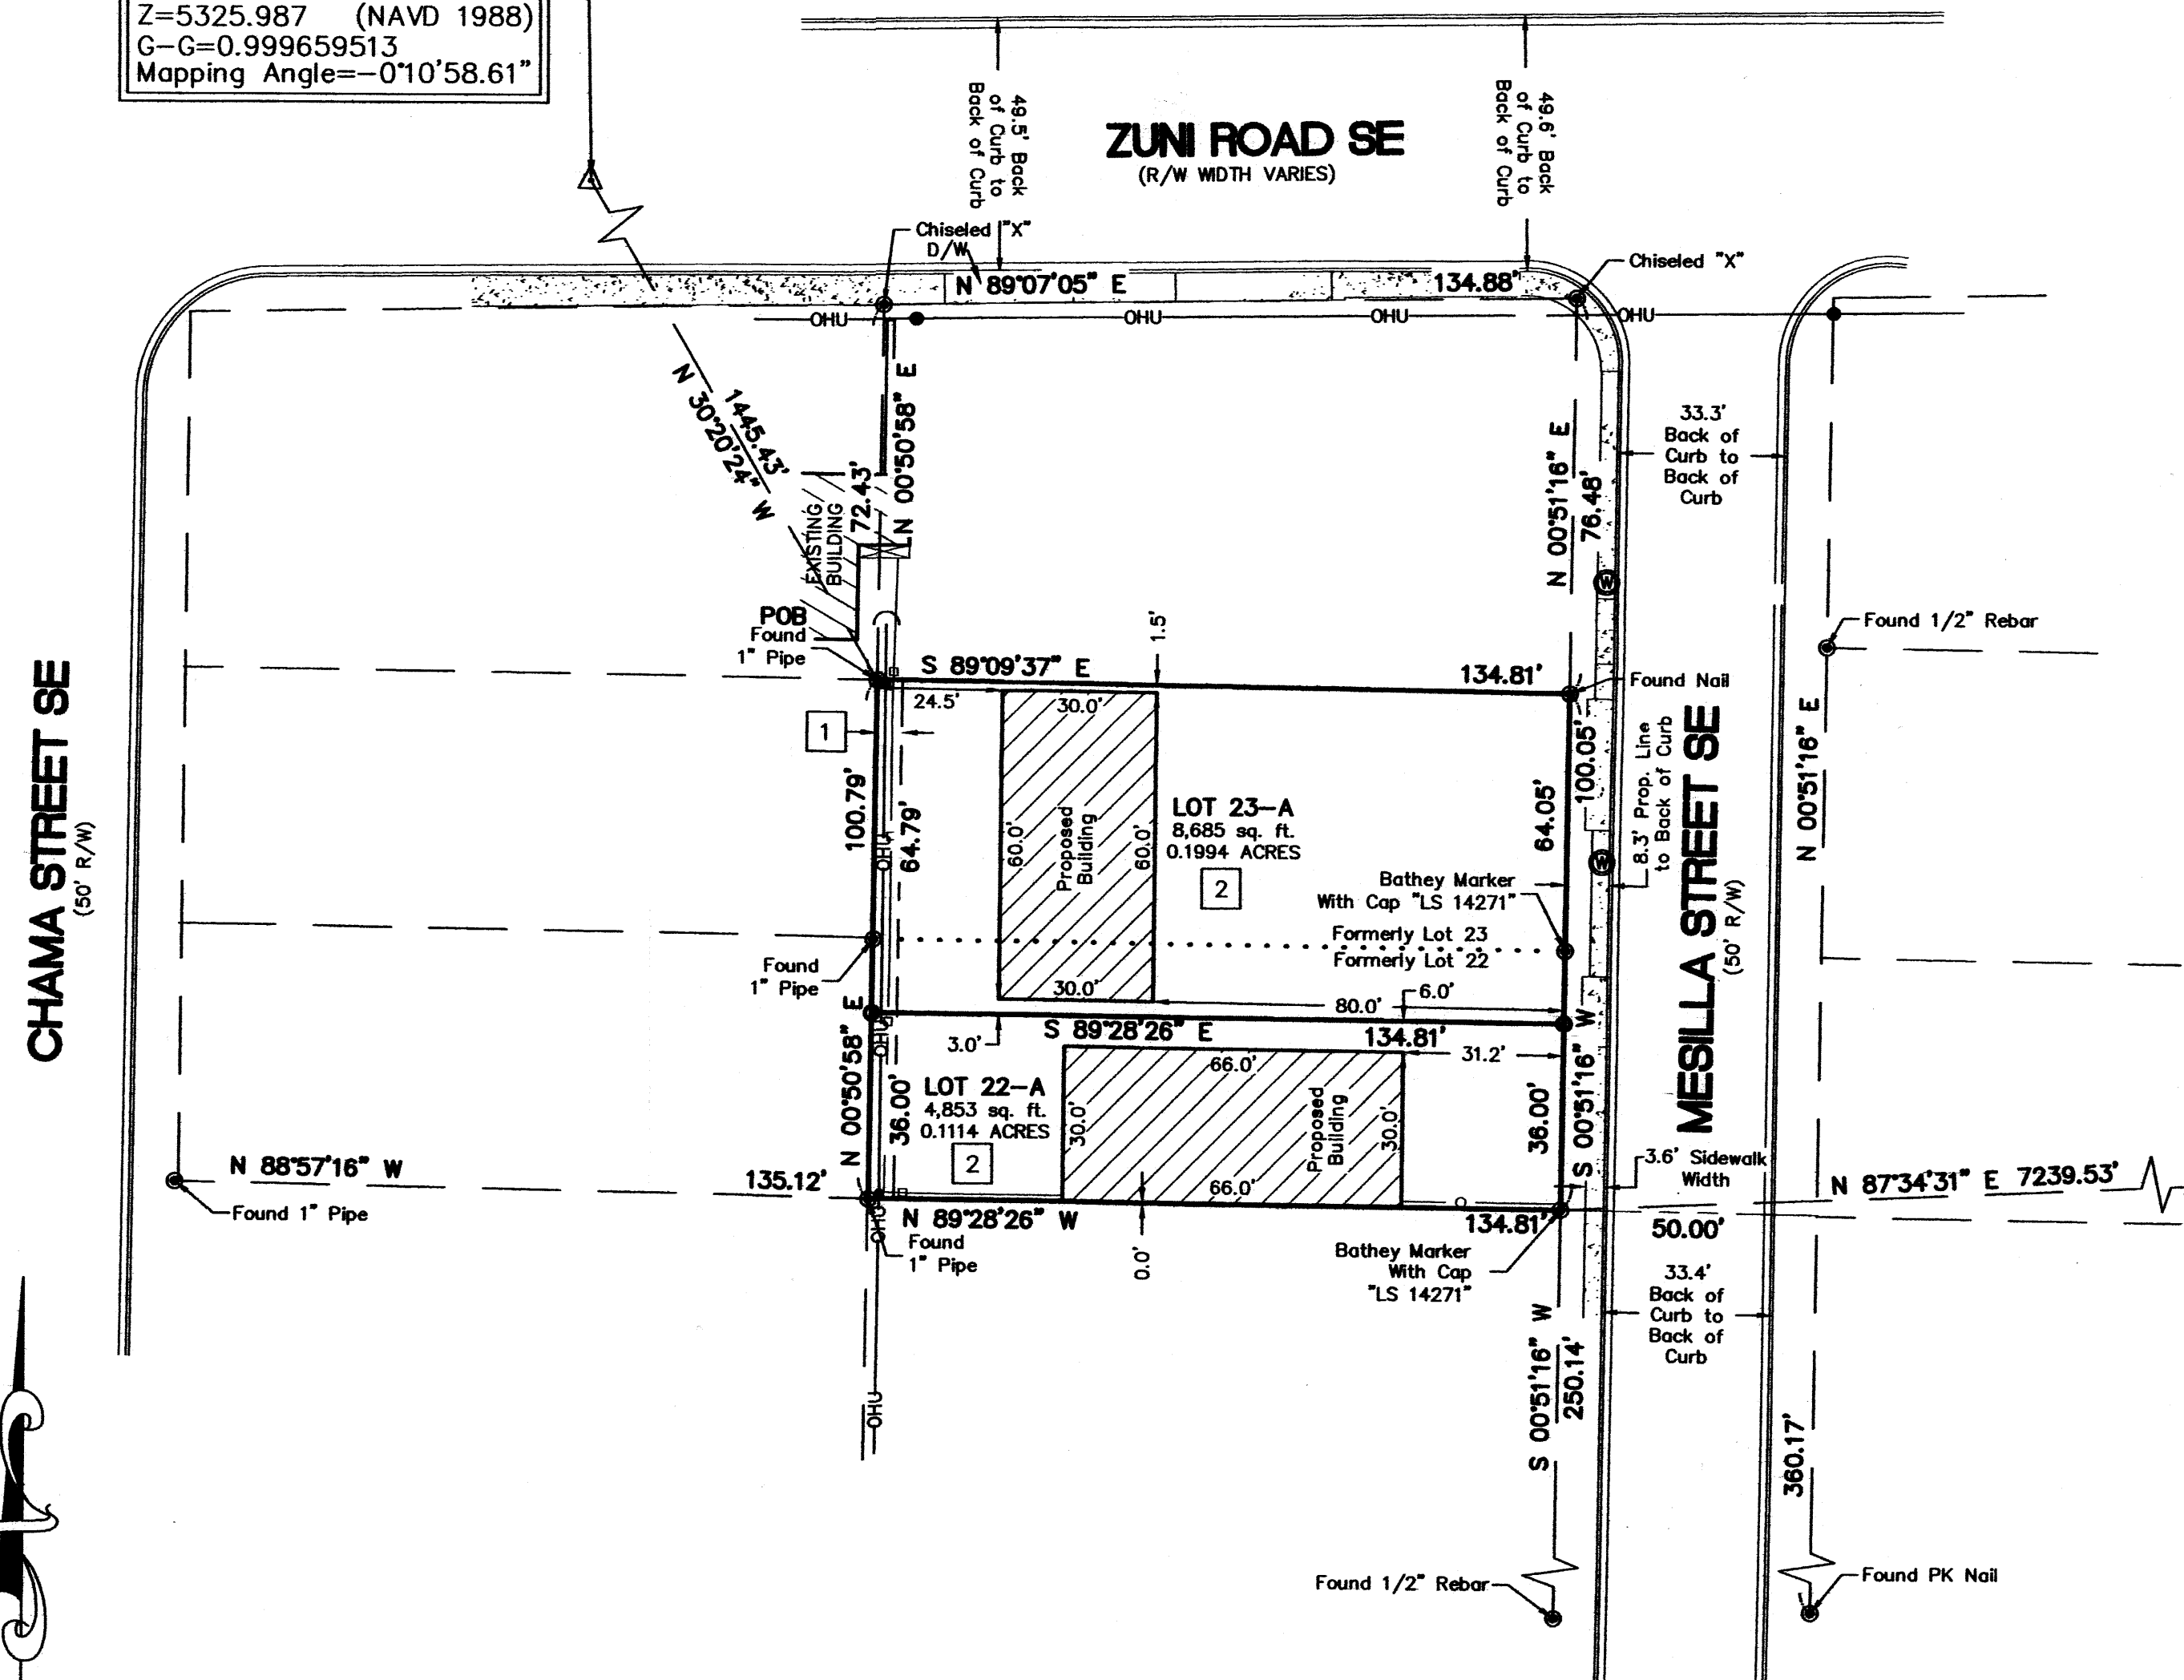 Z=5325.987 (NAVD 1988)
G-G=0.999659513
Mapping Angle=-0°10'58.61"
49.5' Back
of Curb to
Back of Curb
ZUNI ROAD SE
(R/W WIDTH VARIES)
49.6' Back
of Curb to
Back of Curb
Chiseled "X"
D/W
Chiseled "X"
N 89°07'05" E
134.88'
OHU
OHU
OHU
OHU
1445.43'
N 30°20'24" W
72.43'
N 00°50'58" E
EXISTING
BUILDING
N 00°51'16" E
76.48'
33.3'
Back of
Curb to
Back of
Curb
W
POB
Found
1" Pipe
1.5'
Found 1/2" Rebar
S 89°09'37" E
134.81'
Found Nail
24.5'
30.0'
1
CHAMA STREET SE
(50' R/W)
100.79'
64.79'
OHU
60.0'
Proposed
Building
60.0'
LOT 23-A
8,685 sq. ft.
0.1994 ACRES
2
64.05'
100.05'
8.3' Prop. Line
to Back of Curb
W
MESILLA STREET SE
(50' R/W)
N 00°51'16" E
Bathey Marker
With Cap "LS 14271"
Formerly Lot 23
Formerly Lot 22
Found
1" Pipe
30.0'
80.0'
6.0'
3.0'
S 89°28'26" E
134.81'
31.2'
OHU
N 00°50'58" E
36.00'
LOT 22-A
4,853 sq. ft.
0.1114 ACRES
2
66.0'
30.0'
Proposed
Building
30.0'
66.0'
36.00'
S 00°51'16" W
3.6' Sidewalk
Width
N 88°57'16" W
135.12'
Found 1" Pipe
N 87°34'31" E 7239.53'
N 89°28'26" W
134.81'
50.00'
Found
1" Pipe
OHU
0.0'
Bathey Marker
With Cap
"LS 14271"
33.4'
Back of
Curb to
Back of
Curb
S 00°51'16" W
250.14'
OHU
360.17'
Found 1/2" Rebar
Found PK Nail